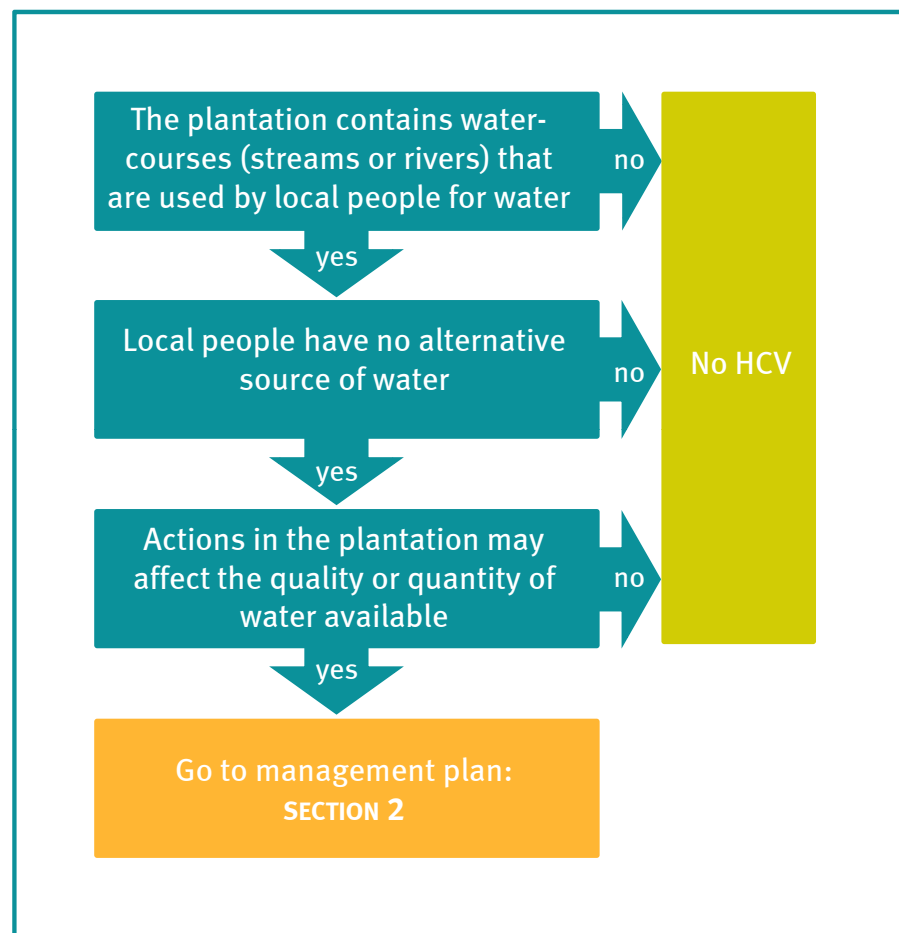 The plantation contains water-
courses (streams or rivers) that
are used by local people for water
no
yes
Local people have no alternative
source of water
no
No HCV
yes
Actions in the plantation may
affect the quality or quantity of
water available
no
yes
Go to management plan:
SECTION 2